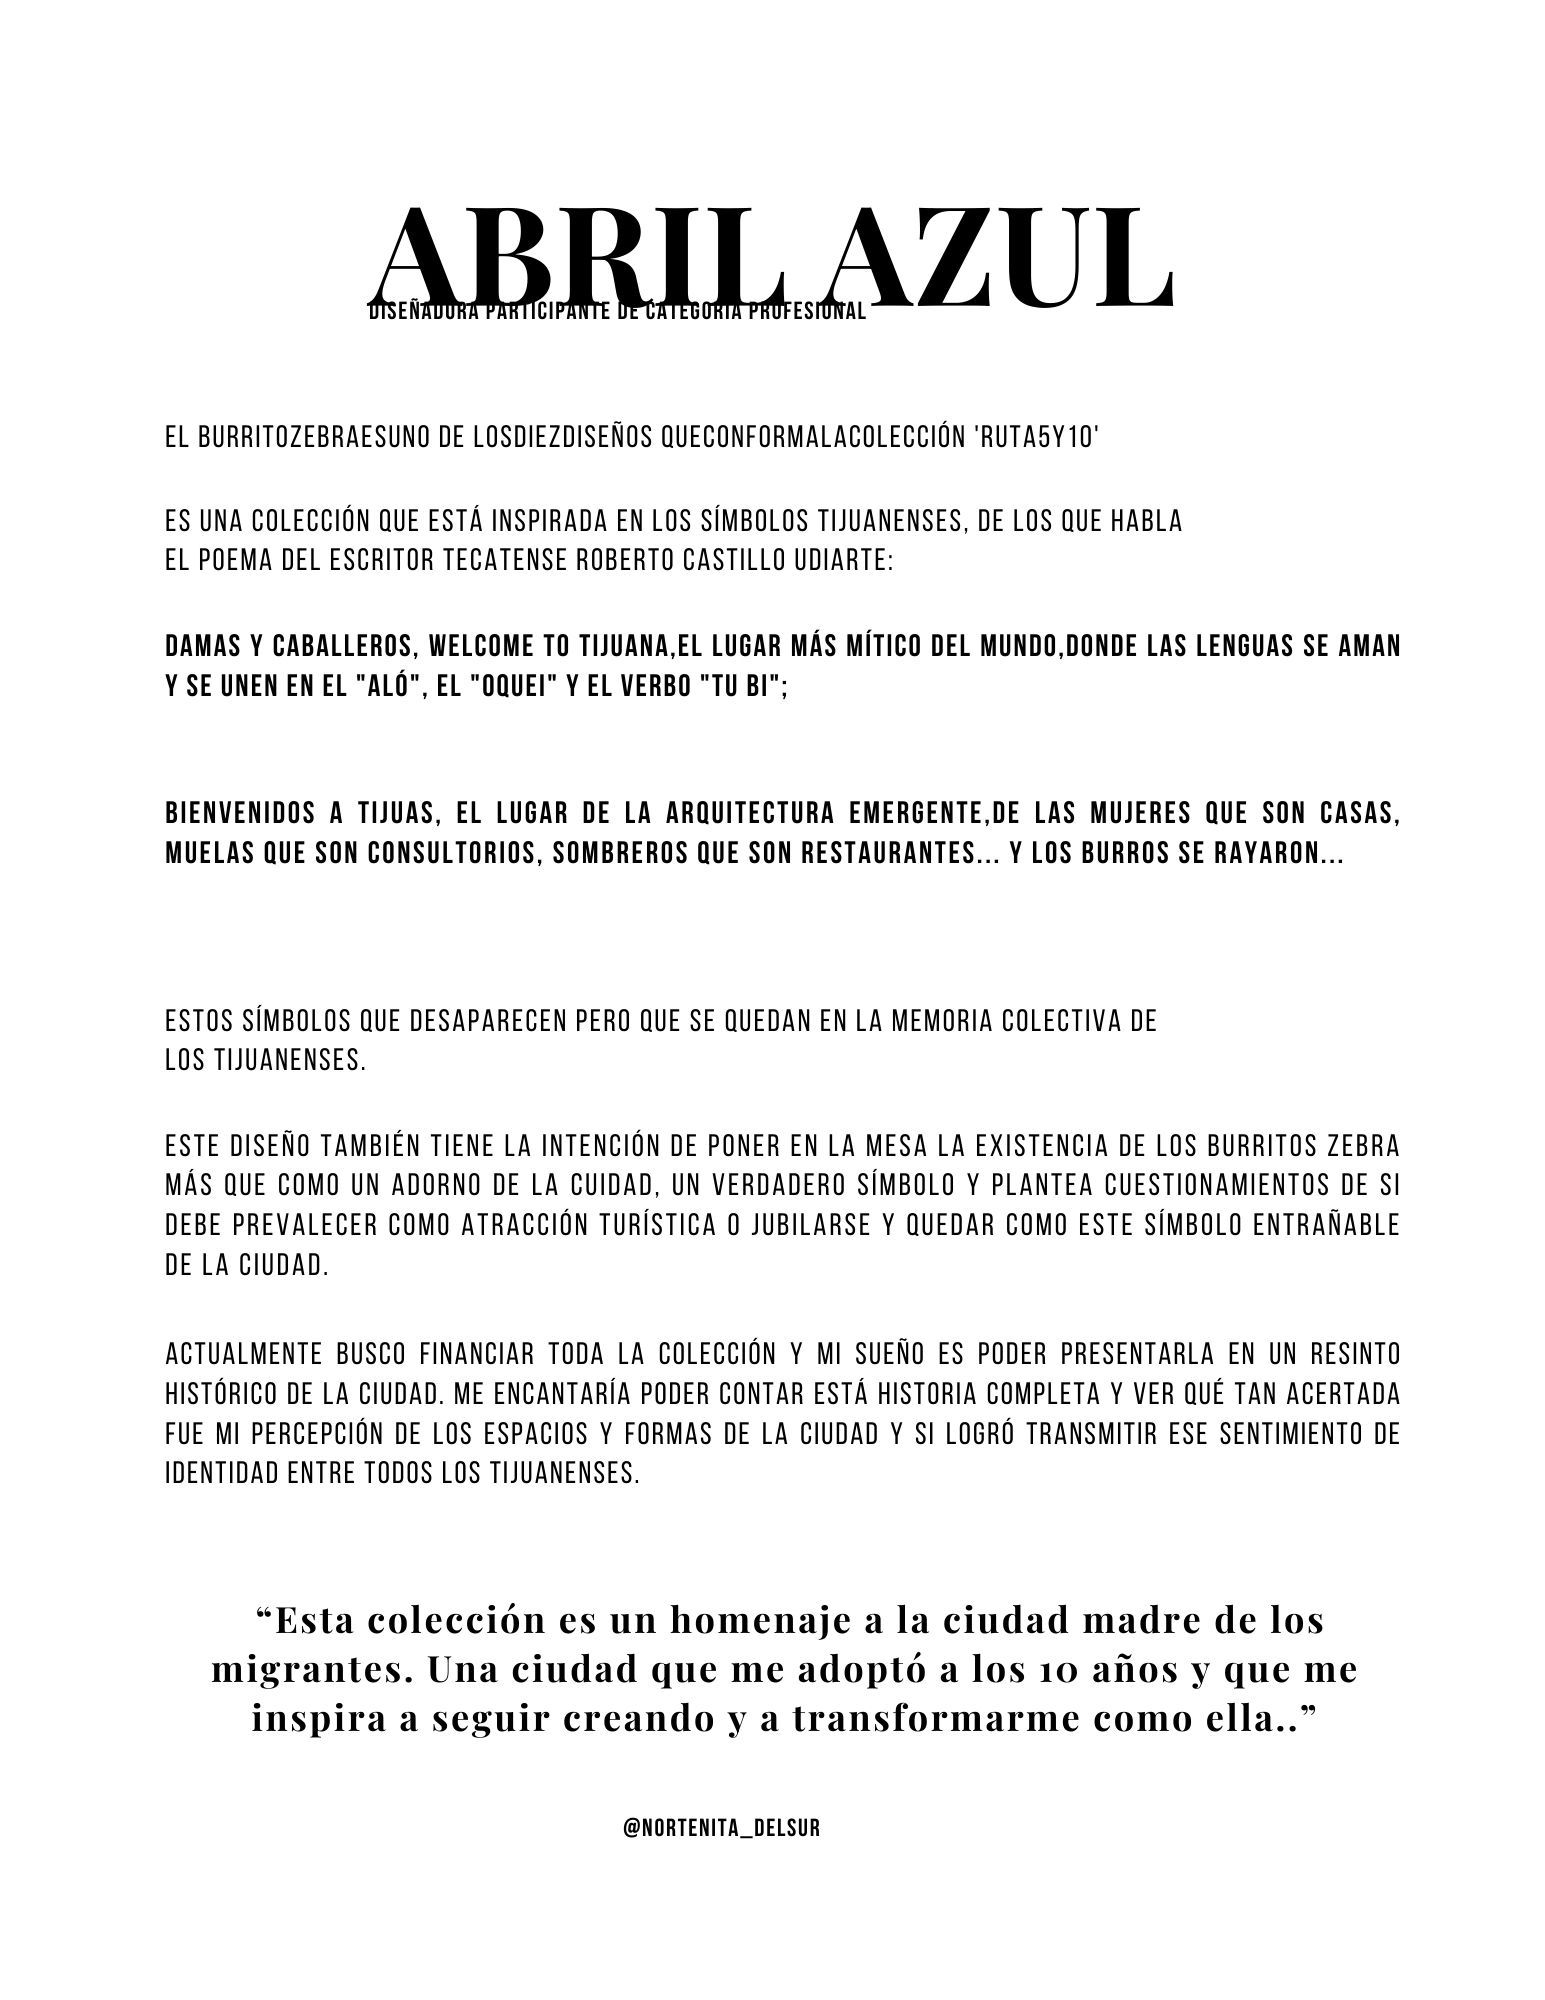 ABRIL AZUL
DISEÑADORA PARTICIPANTE DE CATEGORÍA PROFESIONAL
EL BURRITOZEBRAESUNO DE LOSDIEZDISEÑOS QUECONFORMALACOLECCIÓN 'RUTA5Y10'
ES UNA COLECCIÓN QUE ESTÁ INSPIRADA EN LOS SÍMBOLOS TIJUANENSES, DE LOS QUE HABLA
EL POEMA DEL ESCRITOR TECATENSE ROBERTO CASTILLO UDIARTE:
DAMAS Y CABALLEROS, WELCOME TO TIJUANA,EL LUGAR MÁS MÍTICO DEL MUNDO,DONDE LAS LENGUAS SE AMAN
Y SE UNEN EN EL "ALÓ", EL "OQUEI" Y EL VERBO "TU BI";
BIENVENIDOS A TIJUAS, EL LUGAR DE LA ARQUITECTURA EMERGENTE,DE LAS MUJERES QUE SON CASAS,
MUELAS QUE SON CONSULTORIOS, SOMBREROS QUE SON RESTAURANTES... Y LOS BURROS SE RAYARON...
ESTOS SÍMBOLOS QUE DESAPARECEN PERO QUE SE QUEDAN EN LA MEMORIA COLECTIVA DE
LOS TIJUANENSES.
ESTE DISEÑO TAMBIÉN TIENE LA INTENCIÓN DE PONER EN LA MESA LA EXISTENCIA DE LOS BURRITOS ZEBRA
MÁS QUE COMO UN ADORNO DE LA CUIDAD, UN VERDADERO SÍMBOLO Y PLANTEA CUESTIONAMIENTOS DE SI
DEBE PREVALECER COMO ATRACCIÓN TURÍSTICA O JUBILARSE Y QUEDAR COMO ESTE SÍMBOLO ENTRAÑABLE
DE LA CIUDAD.
ACTUALMENTE BUSCO FINANCIAR TODA LA COLECCIÓN Y MI SUEÑO ES PODER PRESENTARLA EN UN RESINTO
HISTÓRICO DE LA CIUDAD. ME ENCANTARÍA PODER CONTAR ESTÁ HISTORIA COMPLETA Y VER QUÉ TAN ACERTADA
FUE MI PERCEPCIÓN DE LOS ESPACIOS Y FORMAS DE LA CIUDAD Y SI LOGRÓ TRANSMITIR ESE SENTIMIENTO DE
IDENTIDAD ENTRE TODOS LOS TIJUANENSES.
“Esta colección es un homenaje a la ciudad madre de los
migrantes. Una ciudad que me adoptó a los 10 años y que me
inspira a seguir creando y a transformarme como ella..”
@NORTENITA_DELSUR